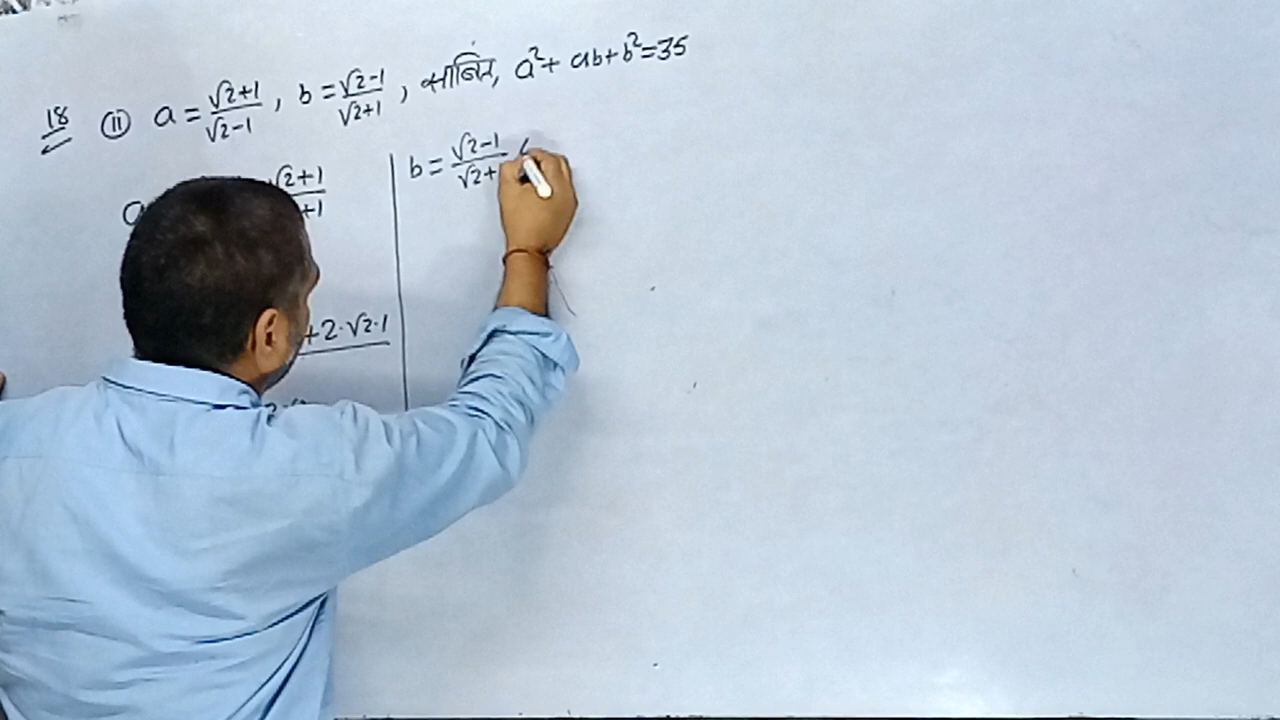 18 (ii) a = √2+1/√2-1, b = √2-1/√2+1, साबित, a²+ ab+b²=35
a √2+1/+1
b = √2-1/√2+
+2·√2·1